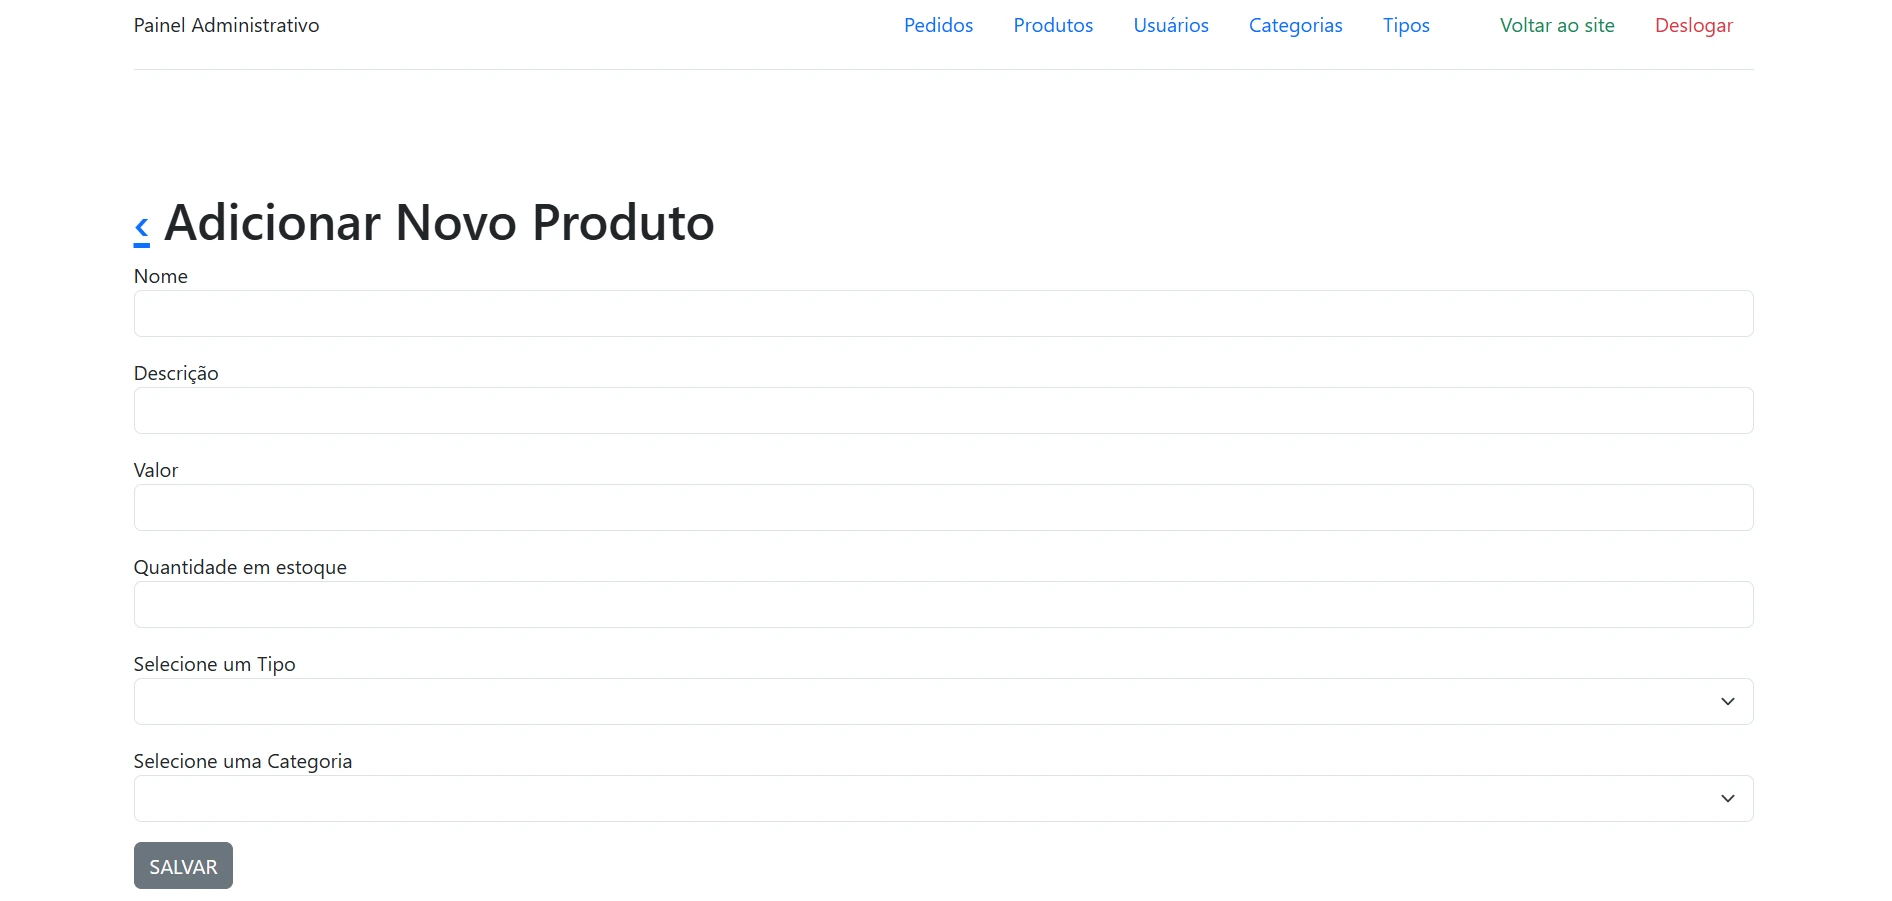 Painel Administrativo Pedidos Produtos Usuários Categorias Tipos Voltar ao site Deslogar
< Adicionar Novo Produto
Nome
Descrição
Valor
Quantidade em estoque
Selecione um Tipo
Selecione uma Categoria
SALVAR